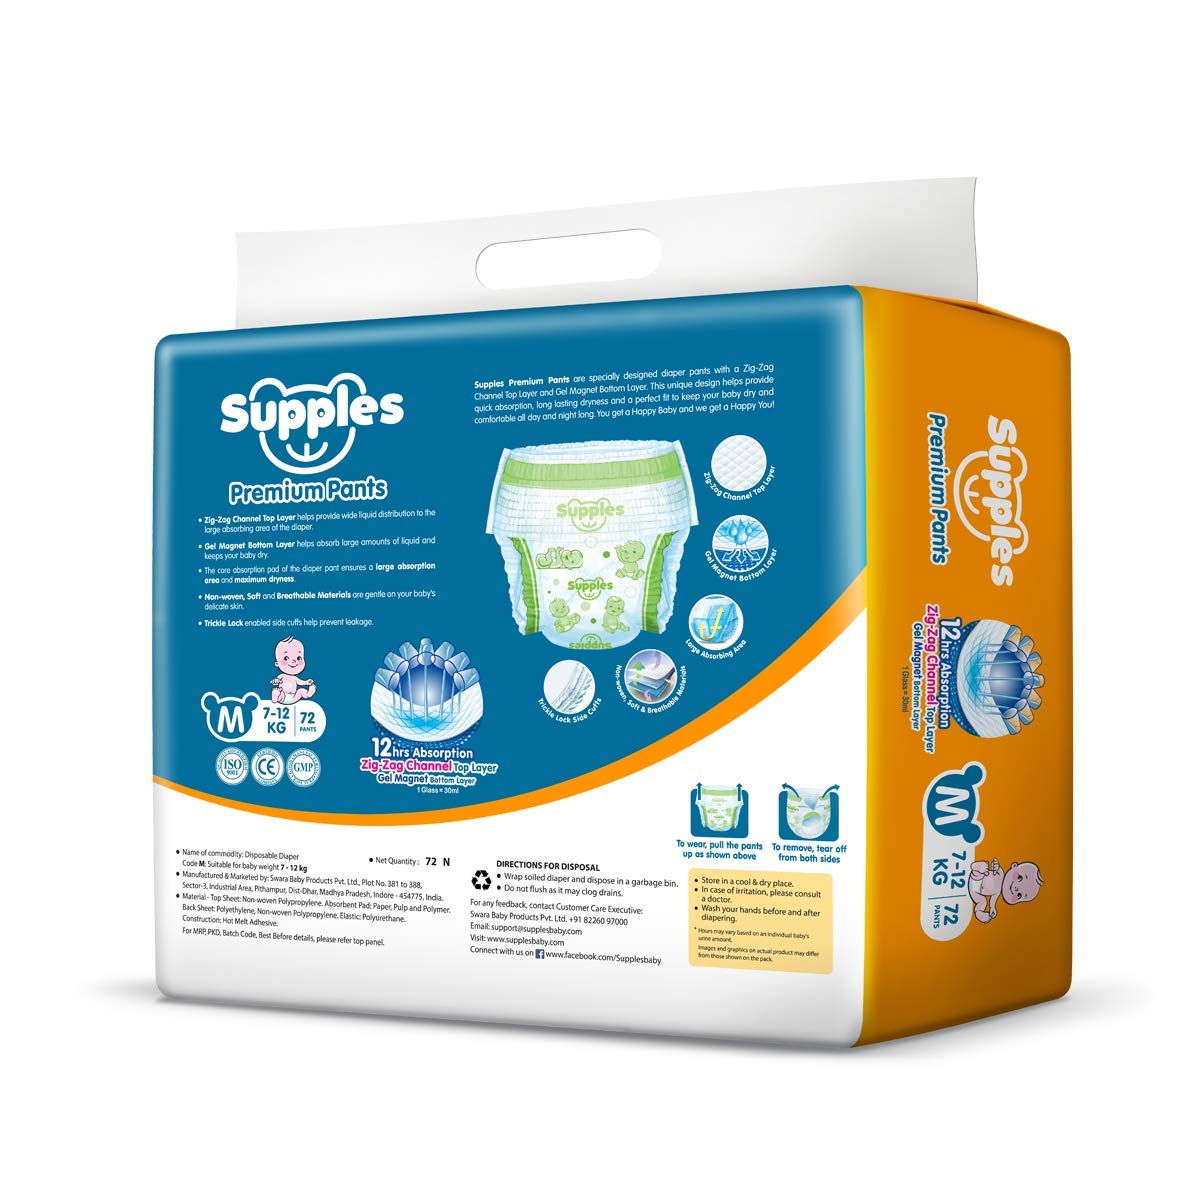 Supples
Premium Pants
• Zig-Zag Channel Top Layer helps provide wide liquid distribution to the
large absorbing area of the diaper.
• Gel Magnet Bottom Layer helps absorb large amounts of liquid and
keeps your baby dry.
• The core absorption pad of the diaper pant ensures a large absorption
area and maximum dryness.
• Non-woven, Soft and Breathable Materials are gentle on your baby's
delicate skin.
• Trickle Lock enabled side cuffs help prevent leakage.
M
7-12
KG
72
PANTS
ISO
9001
CE
GMP
12hrs Absorption
Zig-Zag Channel Top Layer
Gel Magnet Bottom Layer
1 Glass = 30ml
Supples Premium Pants are specially designed diaper pants with a Zig-Zag
Channel Top Layer and Gel Magnet Bottom Layer. This unique design helps provide
quick absorption, long lasting dryness and a perfect fit to keep your baby dry and
comfortable all day and night long. You get a Happy Baby and we get a Happy You!
Supples
Supples
Supples
Zig-Zag Channel Top Layer
Gel Magnet Bottom Layer
Large Absorbing Area
Non-woven, Soft & Breathable Materials
Trickle Lock Side Cuffs
To wear, pull the pants
up as shown above
To remove, tear off
from both sides
• Name of commodity: Disposable Diaper
Code M: Suitable for baby weight 7 - 12 kg
• Net Quantity: 72 N
• Manufactured & Marketed by: Swara Baby Products Pvt. Ltd., Plot No. 381 to 388,
Sector-3, Industrial Area, Pithampur, Dist-Dhar, Madhya Pradesh, Indore - 454775, India.
• Material - Top Sheet: Non-woven Polypropylene. Absorbent Pad: Paper, Pulp and Polymer.
Back Sheet: Polyethylene, Non-woven Polypropylene. Elastic: Polyurethane.
Construction: Hot Melt Adhesive.
For MRP, PKD, Batch Code, Best Before details, please refer top panel.
DIRECTIONS FOR DISPOSAL
• Wrap soiled diaper and dispose in a garbage bin.
• Do not flush as it may clog drains.
For any feedback, contact Customer Care Executive:
Swara Baby Products Pvt. Ltd. +91 82260 97000
Email: support@supplesbaby.com
Visit: www.supplesbaby.com
Connect with us on f www.facebook.com/Supplesbaby
• Store in a cool & dry place.
• In case of irritation, please consult
a doctor.
• Wash your hands before and after
diapering.
* Hours may vary based on an individual baby's
urine amount.
Images and graphics on actual product may differ
from those shown on the pack.
Supples
Premium Pants
12hrs Absorption
Zig-Zag Channel Top Layer
Gel Magnet Bottom Layer
1 Glass = 30ml
M
7-12
KG
72
PANTS